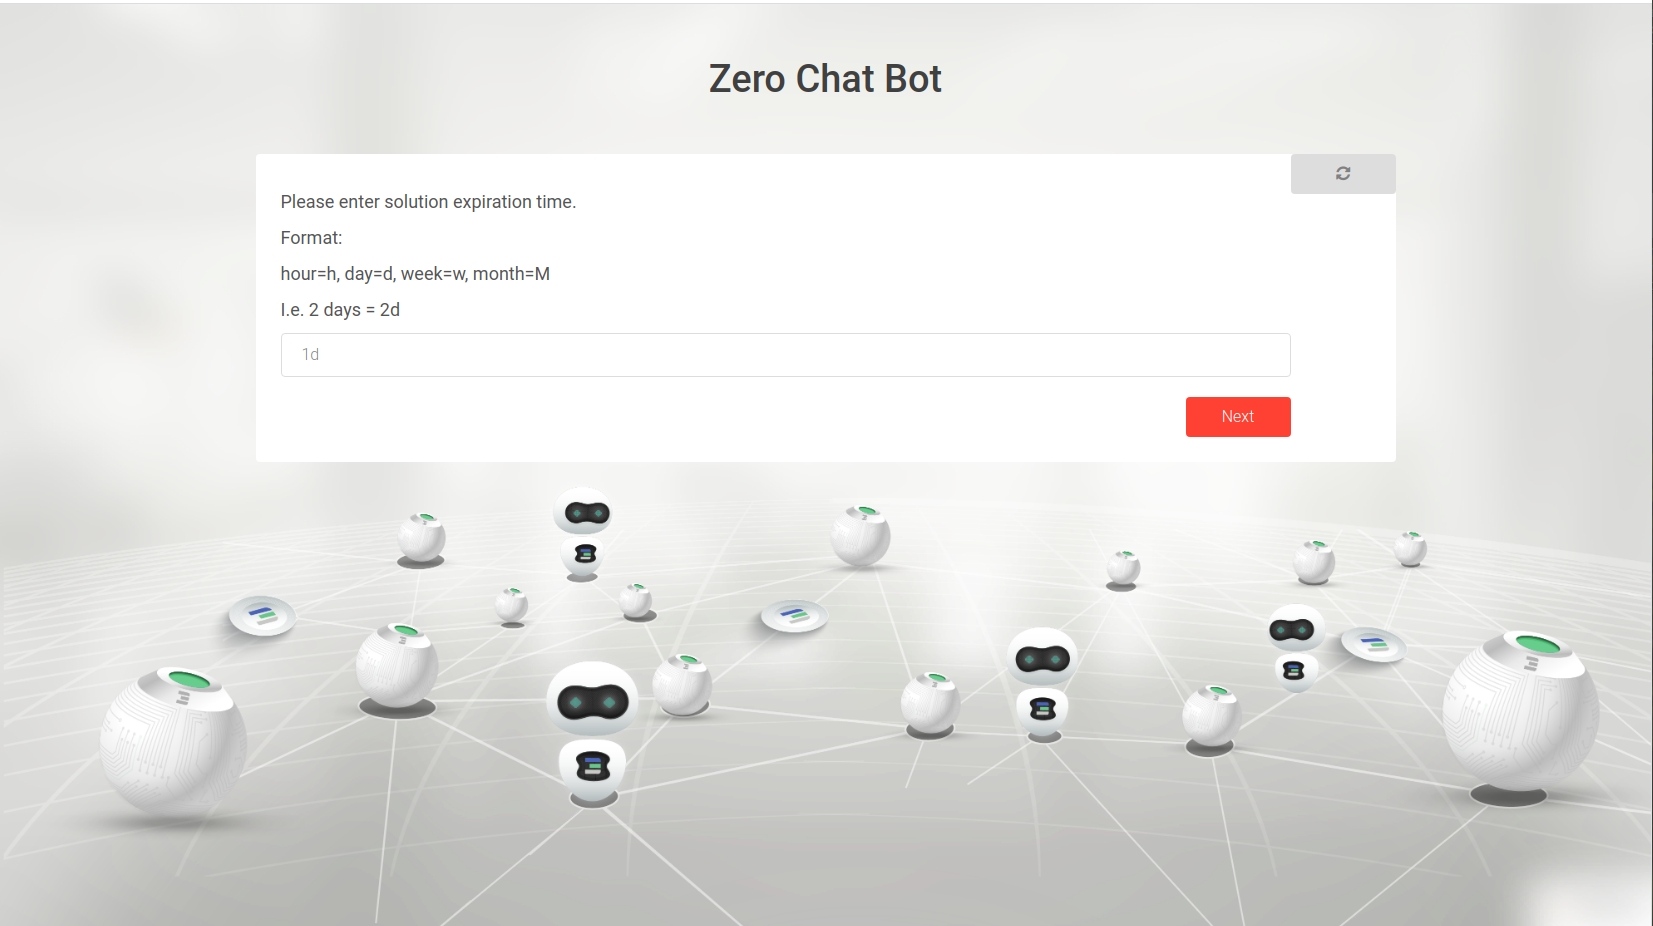 Zero Chat Bot
Please enter solution expiration time.
Format:
hour=h, day=d, week=w, month=M
I.e. 2 days = 2d
1d
Next